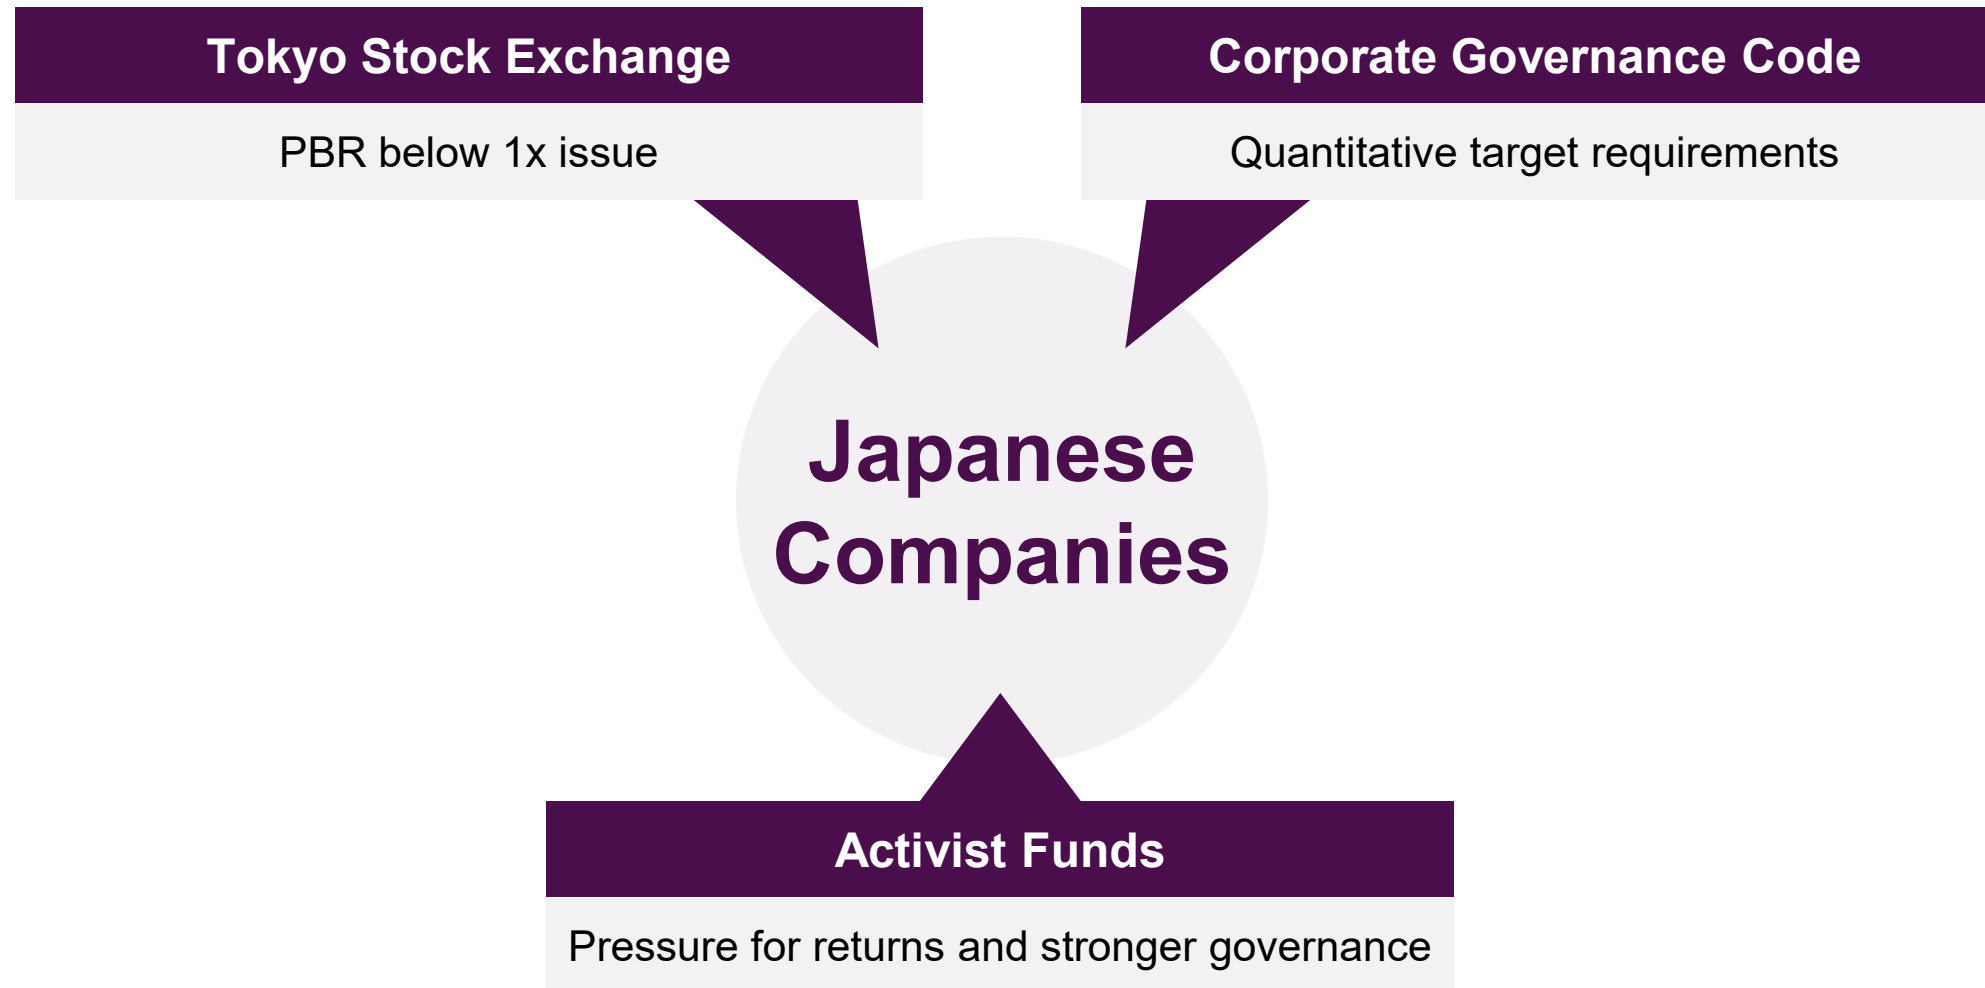 Tokyo Stock Exchange
PBR below 1x issue
Corporate Governance Code
Quantitative target requirements
Japanese
Companies
Activist Funds
Pressure for returns and stronger governance